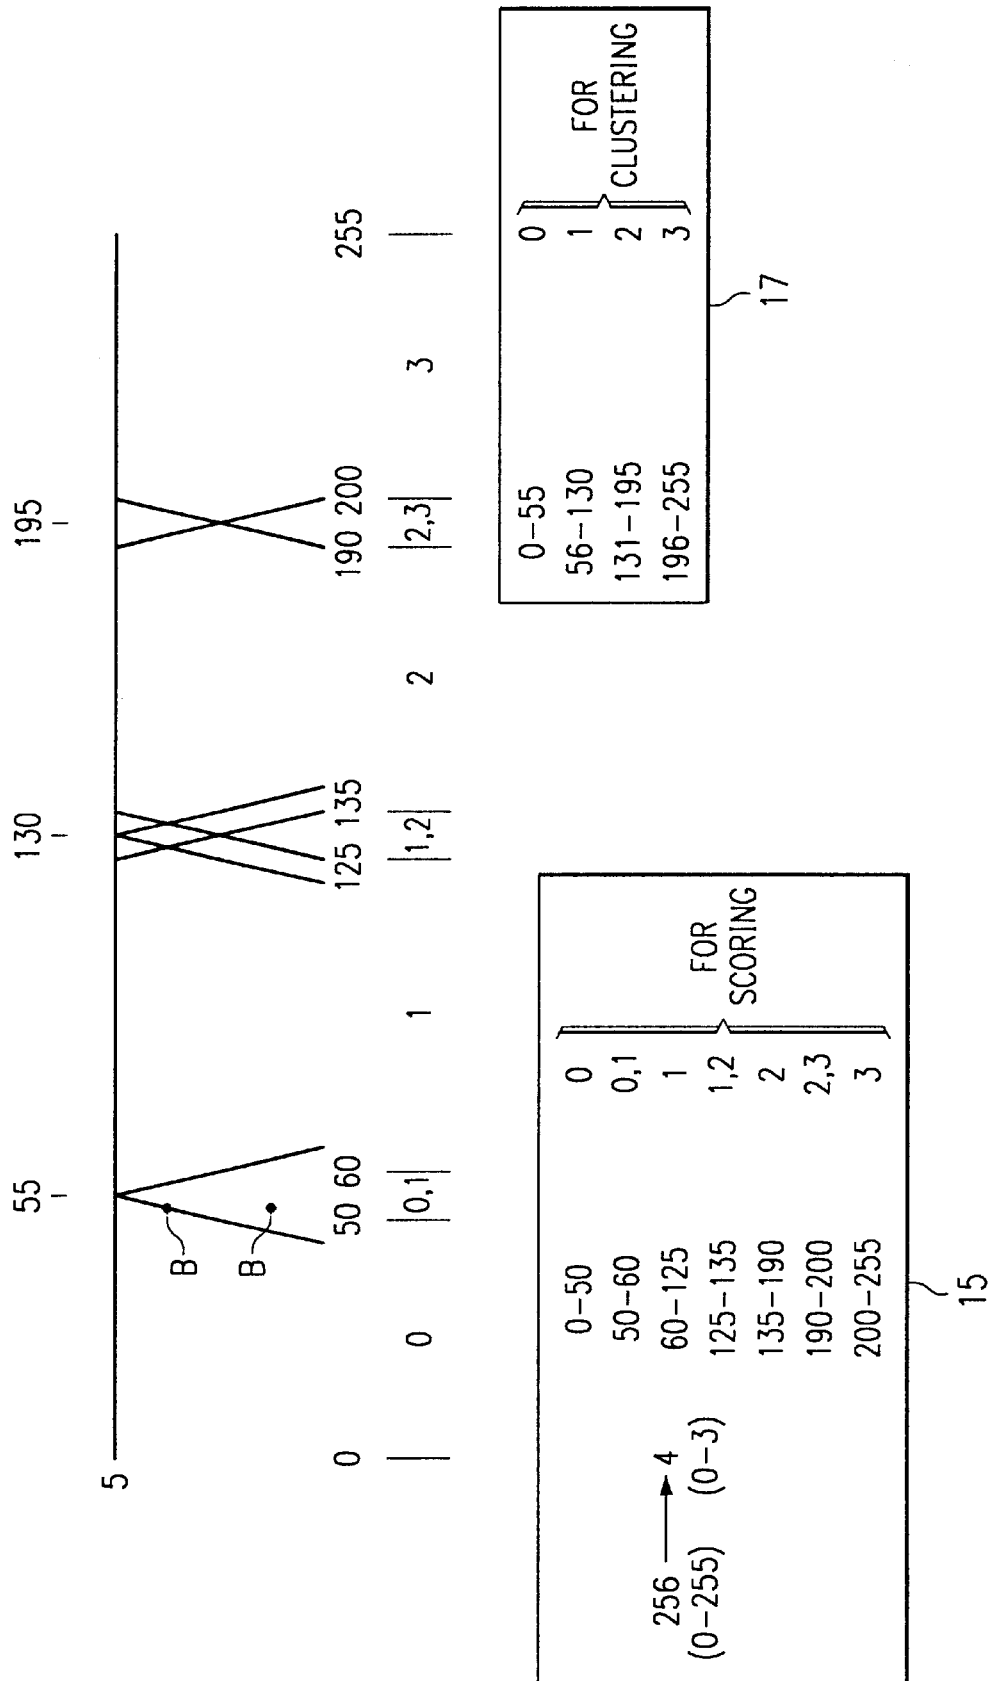 55 130 195
5
B
B
50 60 125 135 190 200 255
0
0 0,1 1 1,2 2 2,3 3
256 → 4
(0-255) (0-3)
0-50 0
50-60 0,1
60-125 1
125-135 1,2
135-190 2
190-200 2,3
200-255 3
FOR
SCORING
15
0-55 0
56-130 1
131-195 2
196-255 3
FOR
CLUSTERING
17